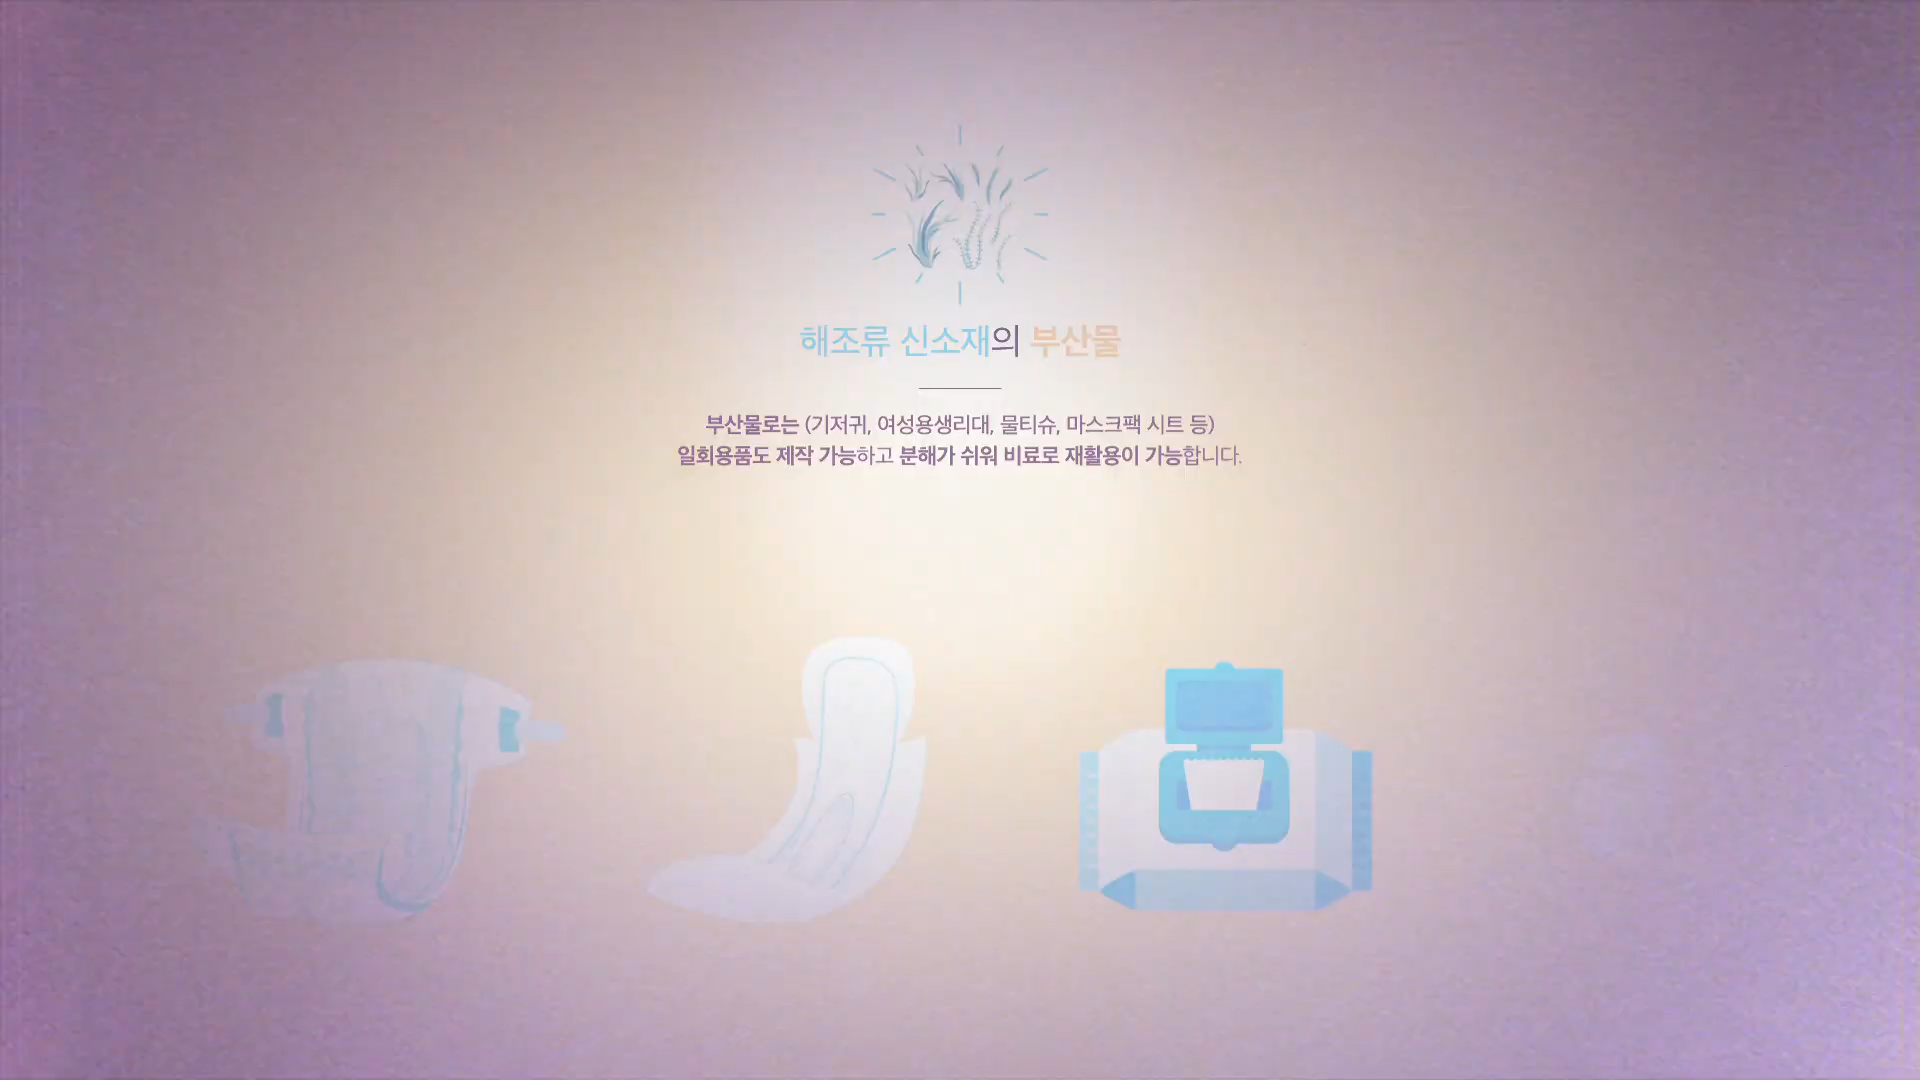 해조류 신소재의 부산물
부산물로는 (기저귀, 여성용생리대, 물티슈, 마스크팩 시트 등)
일회용품도 제작 가능하고 분해가 쉬워 비료로 재활용이 가능합니다.